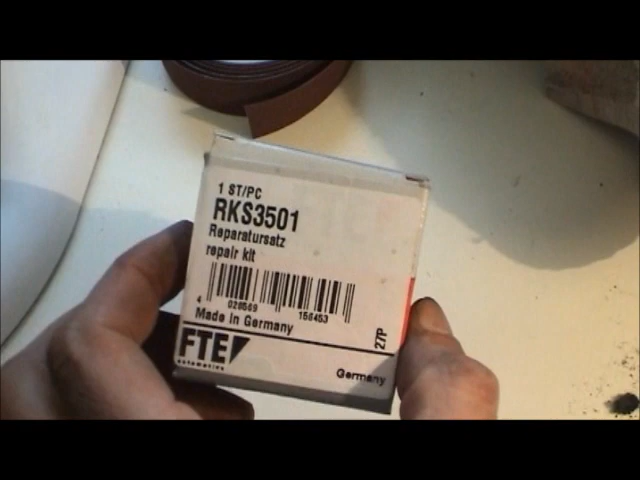 1 ST/PC
RKS3501
Reparatursatz
repair kit
4 028569 156453
Made in Germany
27P
FTE
automotive
Germany